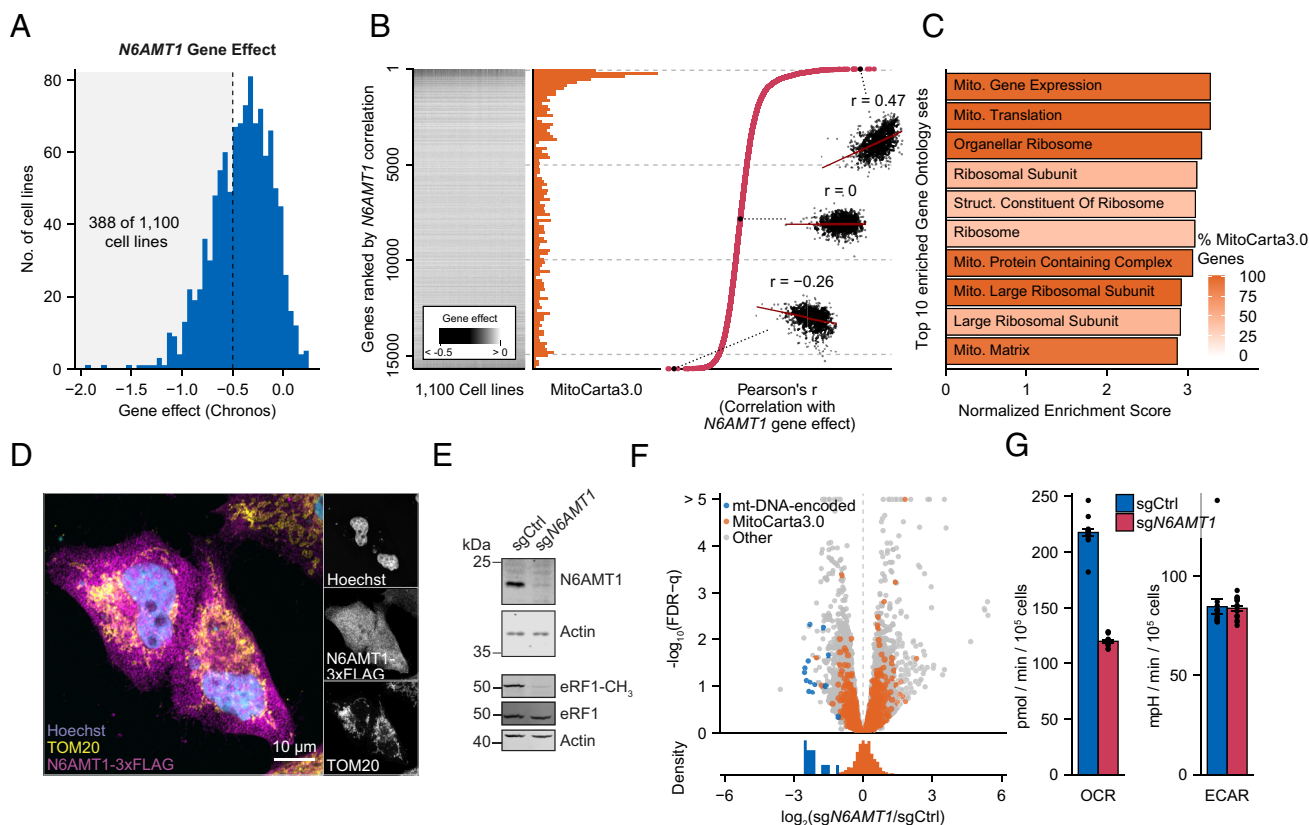 A
N6AMT1 Gene Effect
No. of cell lines
80
60
40
20
0
388 of 1,100
cell lines
−2.0 −1.5 −1.0 −0.5 0.0
Gene effect (Chronos)
B
Genes ranked by N6AMT1 correlation
1
5000
10000
15000
Gene effect
< -0.5 > 0
1,100 Cell lines
MitoCarta3.0
r = 0.47
r = 0
r = −0.26
Pearson's r
(Correlation with
N6AMT1 gene effect)
C
Top 10 enriched Gene Ontology sets
Mito. Gene Expression
Mito. Translation
Organellar Ribosome
Ribosomal Subunit
Struct. Constituent Of Ribosome
Ribosome
Mito. Protein Containing Complex
Mito. Large Ribosomal Subunit
Large Ribosomal Subunit
Mito. Matrix
% MitoCarta3.0
Genes
100
75
50
25
0
0 1 2 3
Normalized Enrichment Score
D
Hoechst
TOM20
N6AMT1-3xFLAG
10 µm
Hoechst
N6AMT1-
3xFLAG
TOM20
E
kDa
sgCtrl
sgN6AMT1
25
N6AMT1
Actin
35
50
eRF1-CH3
50
eRF1
40
Actin
F
-log10(FDR−q)
> 5
4
3
2
1
0
mt-DNA-encoded
MitoCarta3.0
Other
Density
−6 −3 0 3 6
log2(sgN6AMT1/sgCtrl)
G
pmol / min / 10⁵ cells
250
200
150
100
50
0
OCR
sgCtrl
sgN6AMT1
mpH / min / 10⁵ cells
100
50
0
ECAR